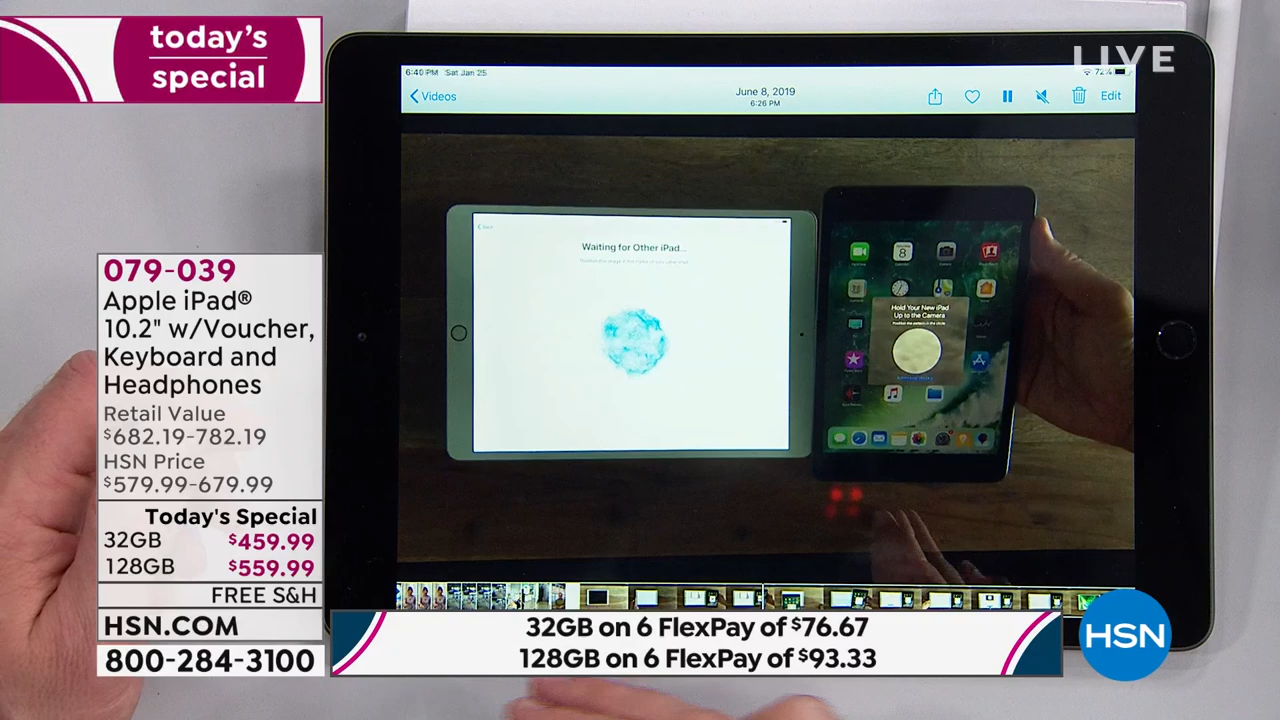 today's
special
LIVE
6:40 PM Sat Jan 25
72%
Videos
June 8, 2019
6:26 PM
Edit
Waiting for Other iPad...
Hold Your New iPad
Up to the Camera
8
079-039
Apple iPad®
10.2" w/Voucher,
Keyboard and
Headphones
Retail Value
$682.19-782.19
HSN Price
$579.99-679.99
Today's Special
32GB $459.99
128GB $559.99
FREE S&H
HSN.COM
800-284-3100
32GB on 6 FlexPay of $76.67
128GB on 6 FlexPay of $93.33
HSN